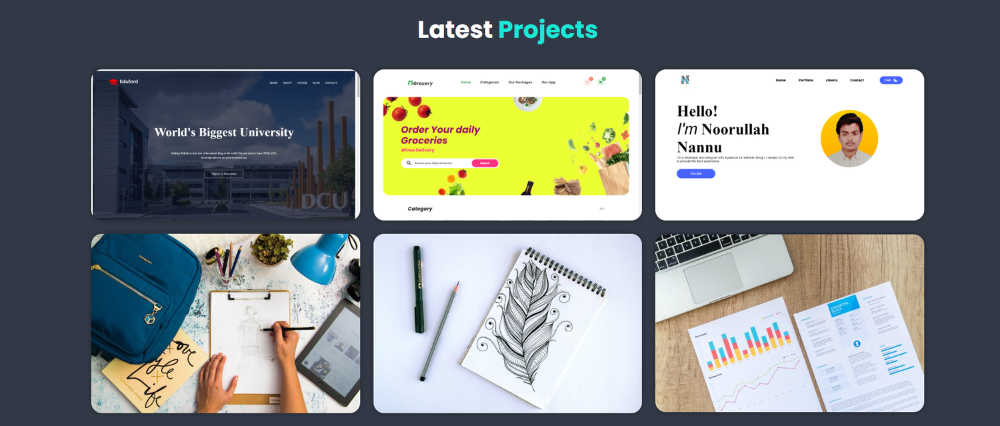 Latest Projects
Eduford
HOME ABOUT COURSE BLOG CONTACT
World's Biggest University
Making Website is now one of the easiest thing in the world. You just need to learn HTML, CSS,
Javascript and you are good to go.
Visit Us To Know More
Grocery
Home Categories Our Packages Our App
Order Your daily
Groceries
#Free Delivery
Search your daily Groceries
Search
Category
All
N
Home Portfolio clients Contact
Dark
Hello!
I'm Noorullah
Nannu
I'm a developer and designer with a passion for website design. I always try my best
to provide the best experience.
Hire Me
DCU
Love
Style
Life
SAMANTHA
BLACK